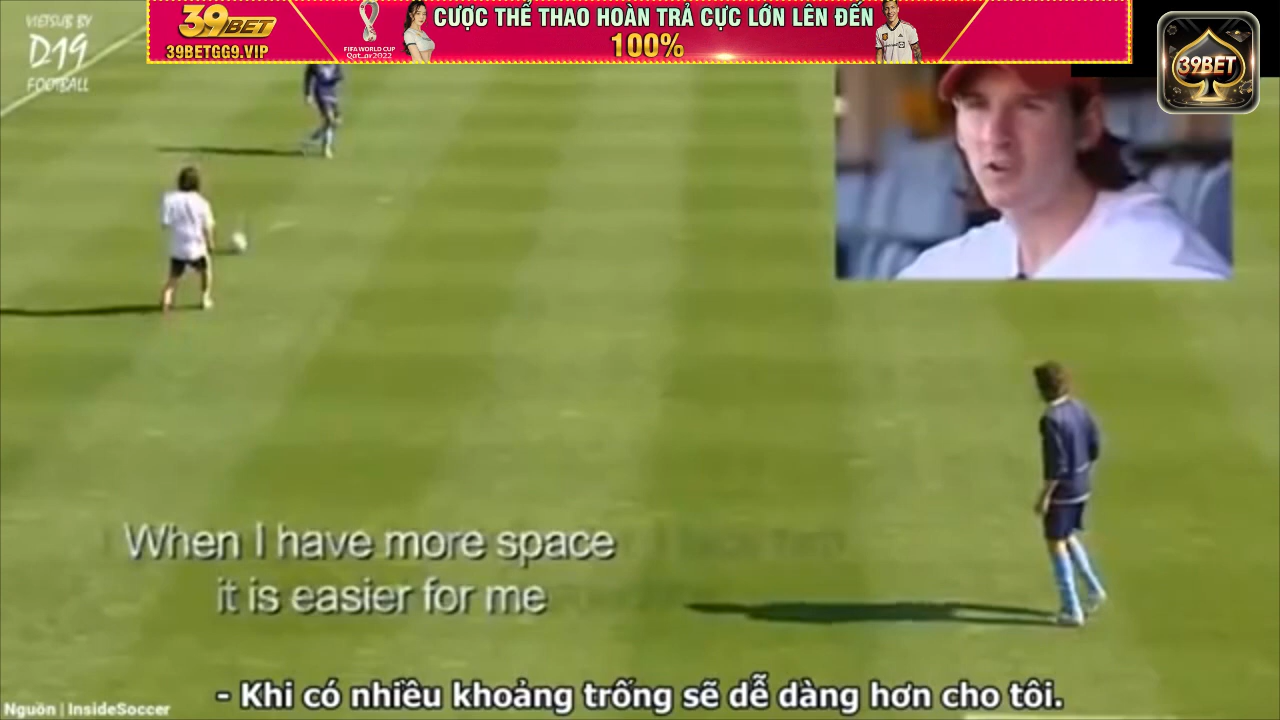 VIETSUB BY
D19
FOOTBALL
39BET
39BETGG9.VIP
FIFA WORLD CUP
Qatar2022
CƯỢC THỂ THAO HOÀN TRẢ CỰC LỚN LÊN ĐẾN
100%
39BET
When I have more space
it is easier for me
- Khi có nhiều khoảng trống sẽ dễ dàng hơn cho tôi.
Nguồn | InsideSoccer